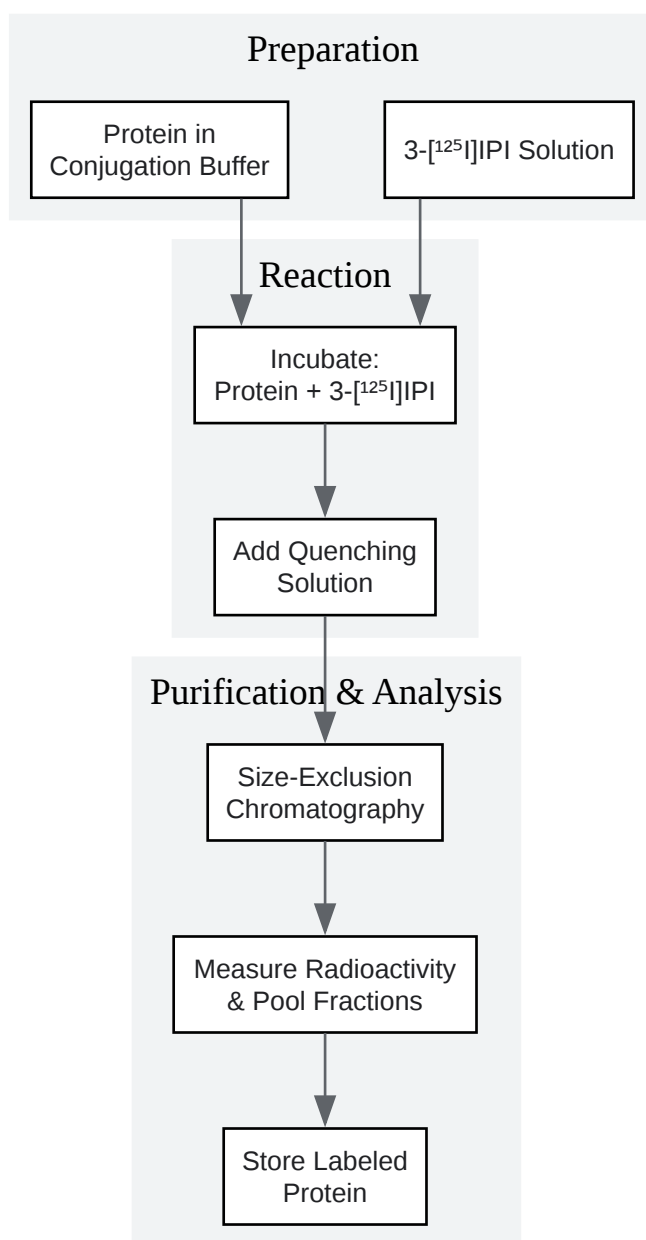 Preparation
Protein in
Conjugation Buffer
3-[¹²⁵I]IPI Solution
Reaction
Incubate:
Protein + 3-[¹²⁵I]IPI
Add Quenching
Solution
Purification & Analysis
Size-Exclusion
Chromatography
Measure Radioactivity
& Pool Fractions
Store Labeled
Protein